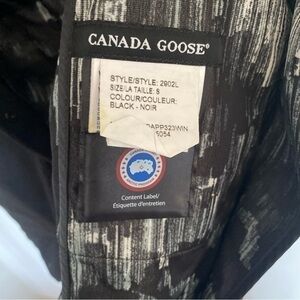 CANADA GOOSE®
STYLE/STYLE: 2902L
SIZE/LA TAILLE: S
COLOUR/COULEUR:
BLACK - NOIR
Content Label/
Étiquette d'entretien